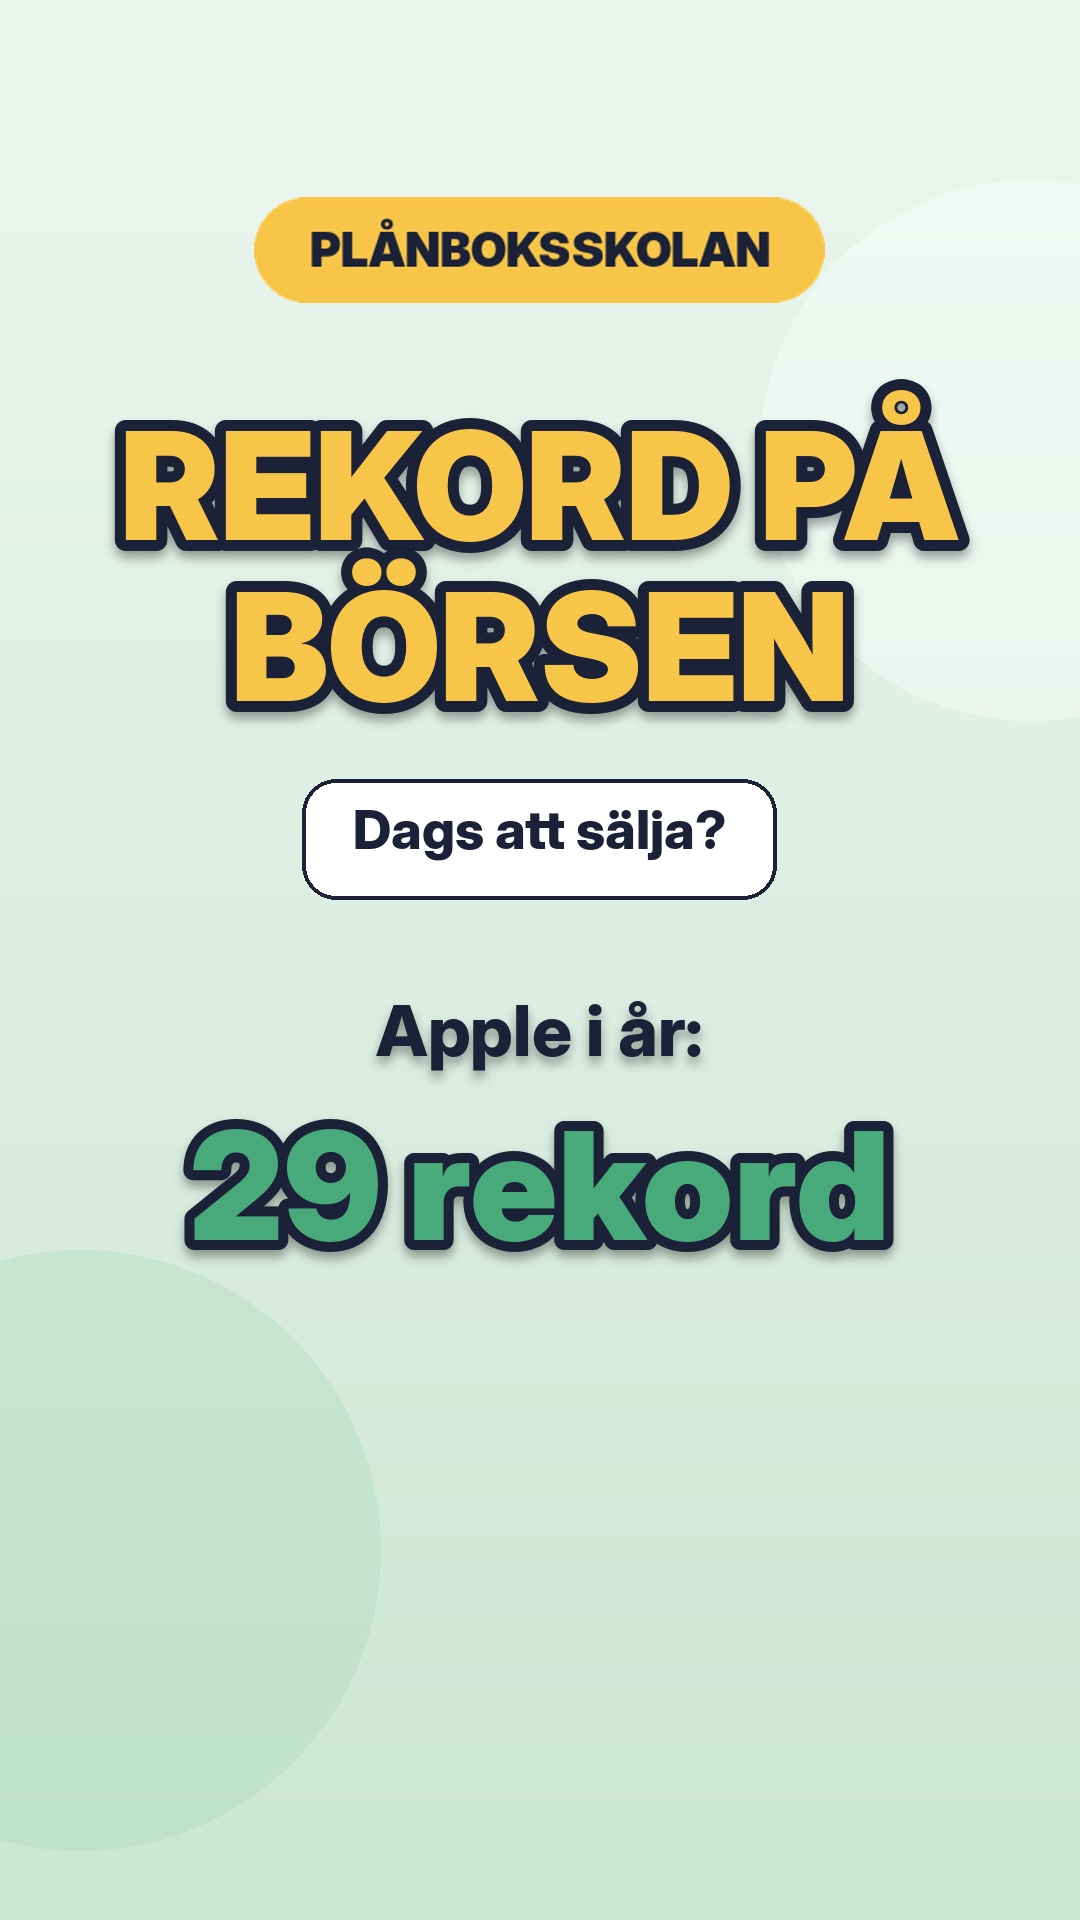 PLÅNBOKSSKOLAN
REKORD PÅ
BÖRSEN
Dags att sälja?
Apple i år:
29 rekord